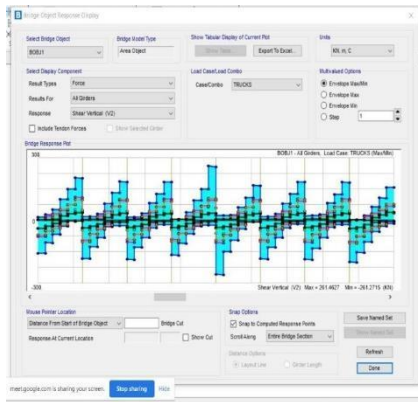 Bridge Object Response Display
Select Bridge Object
BOBJ1
Bridge Model Type
Area Object
Show Tabular Display of Current Plot
Show Table...
Export To Excel...
Units
KN, m, C
Select Display Component
Result Types
Force
Results For
All Girders
Response
Shear Vertical (V2)
Include Tendon Forces
Show Selected Girder
Load Case/Load Combo
Case/Combo
TRUCKS
Multivalued Options
Envelope Max/Min
Envelope Max
Envelope Min
Step
1
Bridge Response Plot
300.
BOBJ1 - All Girders, Load Case: TRUCKS (Max/Min)
0
-300.
Shear Vertical (V2) Max = 261.4627 Min = -261.2715 (KN)
Mouse Pointer Location
Distance From Start of Bridge Object
Bridge Cut
Response At Current Location
Show Cut
Snap Options
Snap to Computed Response Points
Scroll Along
Entire Bridge Section
Distance Options
Layout Line
Girder Length
Save Named Set
Show Named Set
Refresh
Done
meet.google.com is sharing your screen.
Stop sharing
Hide